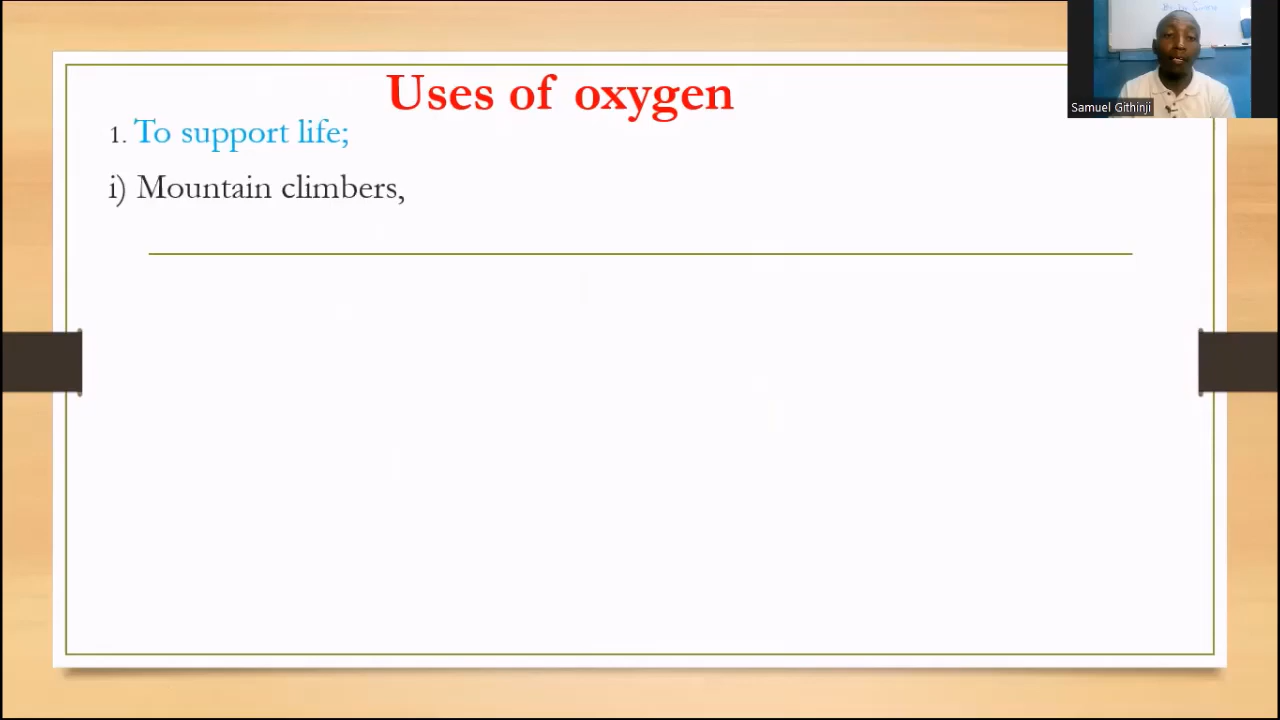 Uses of oxygen
1. To support life;
i) Mountain climbers,
Samuel Githinji